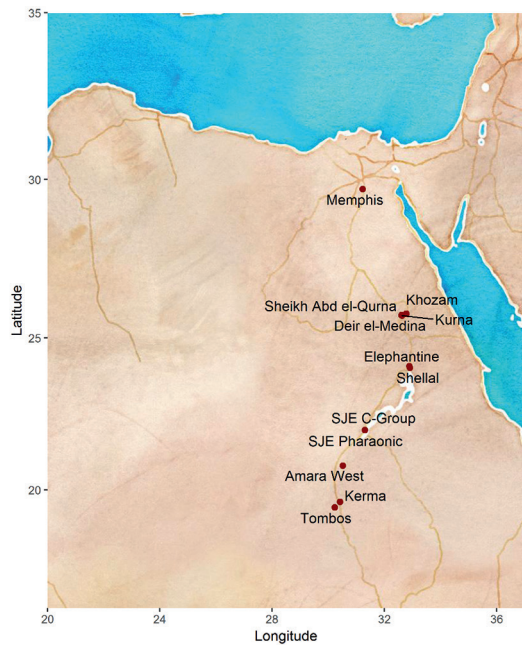 35
30
Memphis
Sheikh Abd el-Qurna
Khozam
Deir el-Medina
Kurna
Latitude
25
Elephantine
Shellal
SJE C-Group
SJE Pharaonic
Amara West
20
Kerma
Tombos
20
24
28
32
36
Longitude